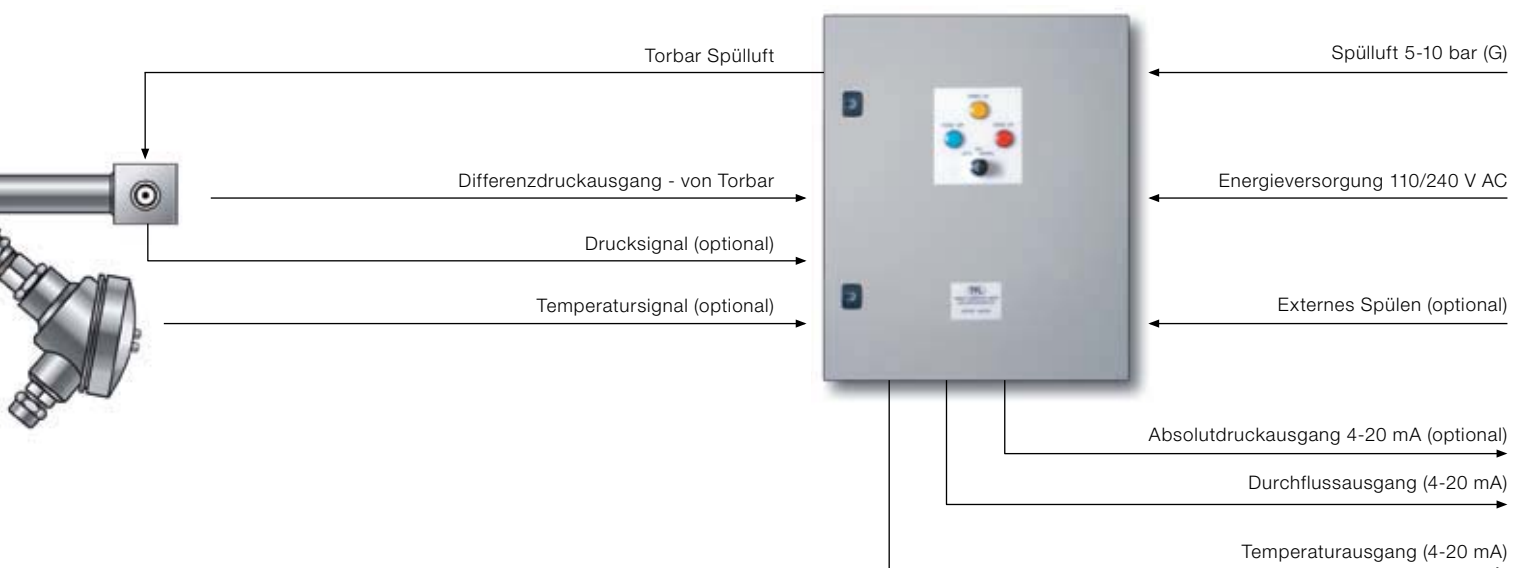 Torbar Spülluft
Spülluft 5-10 bar (G)
Differenzdruckausgang - von Torbar
Energieversorgung 110/240 V AC
Drucksignal (optional)
Temperatursignal (optional)
Externes Spülen (optional)
Absolutdruckausgang 4-20 mA (optional)
Durchflussausgang (4-20 mA)
Temperaturausgang (4-20 mA)